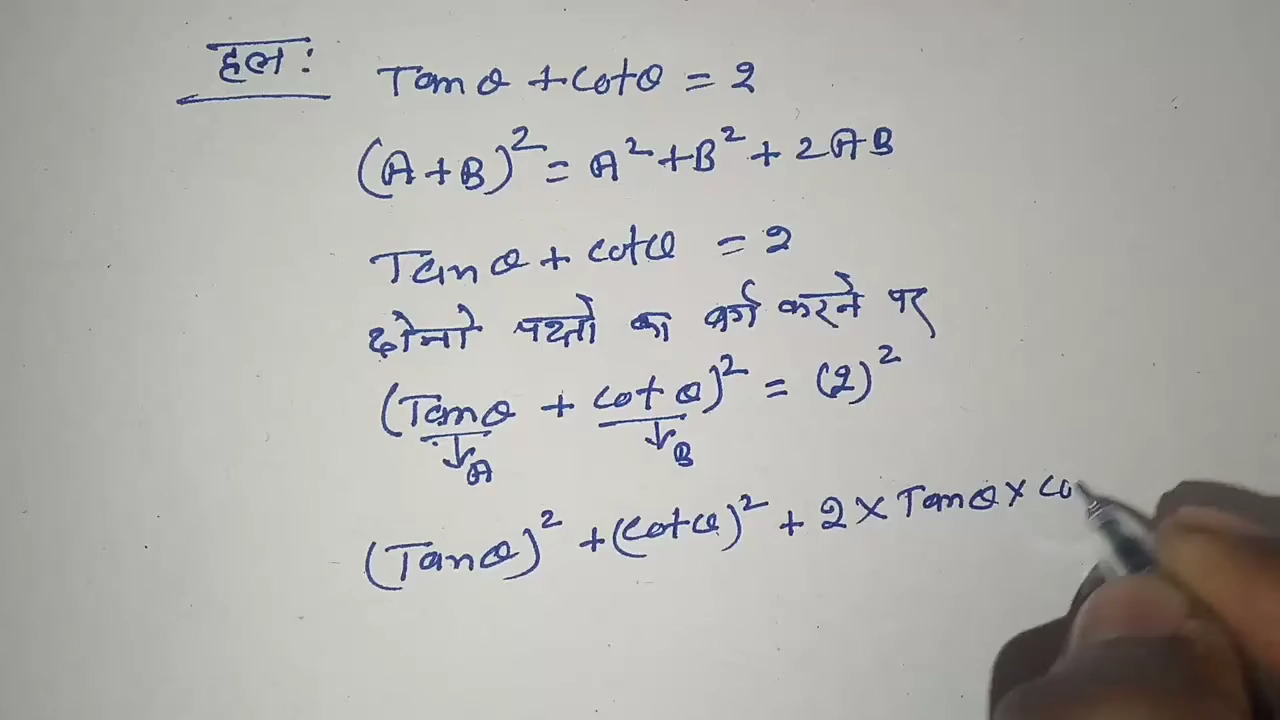 हल: Tanθ + Cotθ = 2
(A+B)² = A² + B² + 2AB
Tanθ + Cotθ = 2
दोनो पक्षो का वर्ग करने पर
(Tanθ + Cotθ)² = (2)²
↓A ↓B
(Tanθ)² + (Cotθ)² + 2 × Tanθ × Co